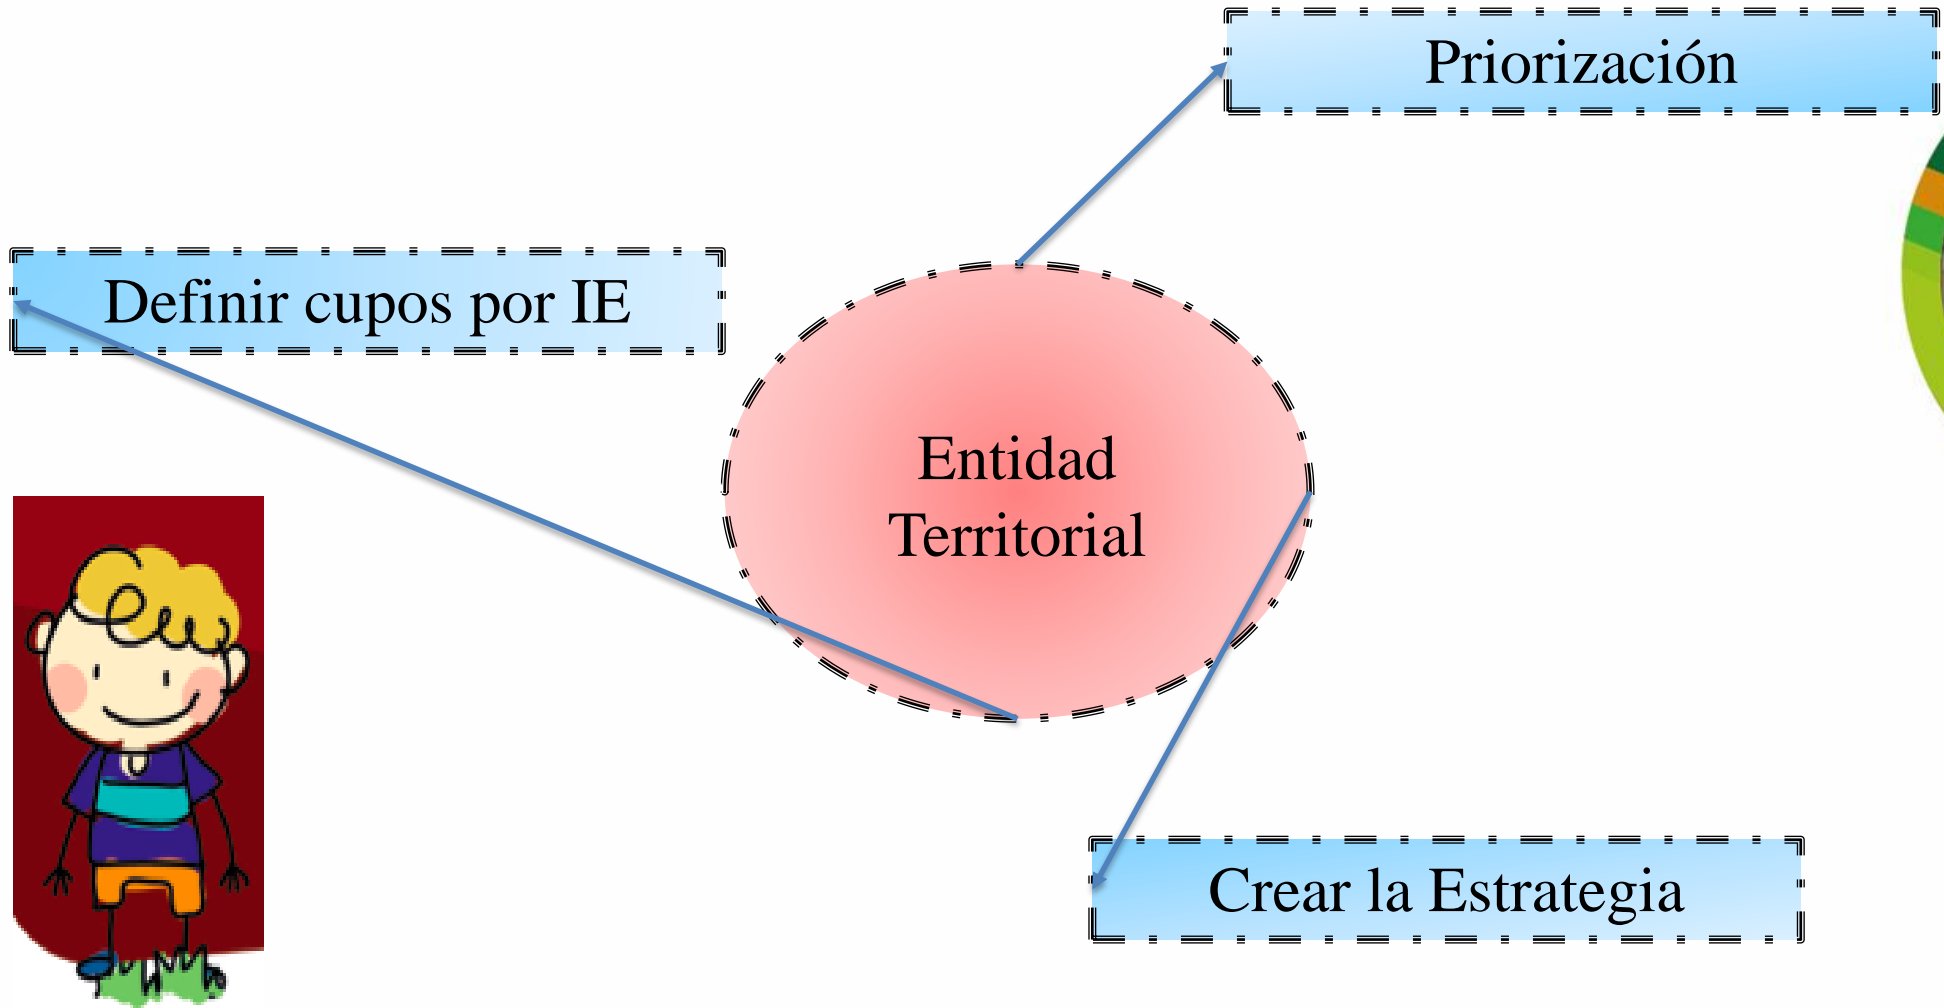 Priorización
Definir cupos por IE
Entidad
Territorial
Crear la Estrategia